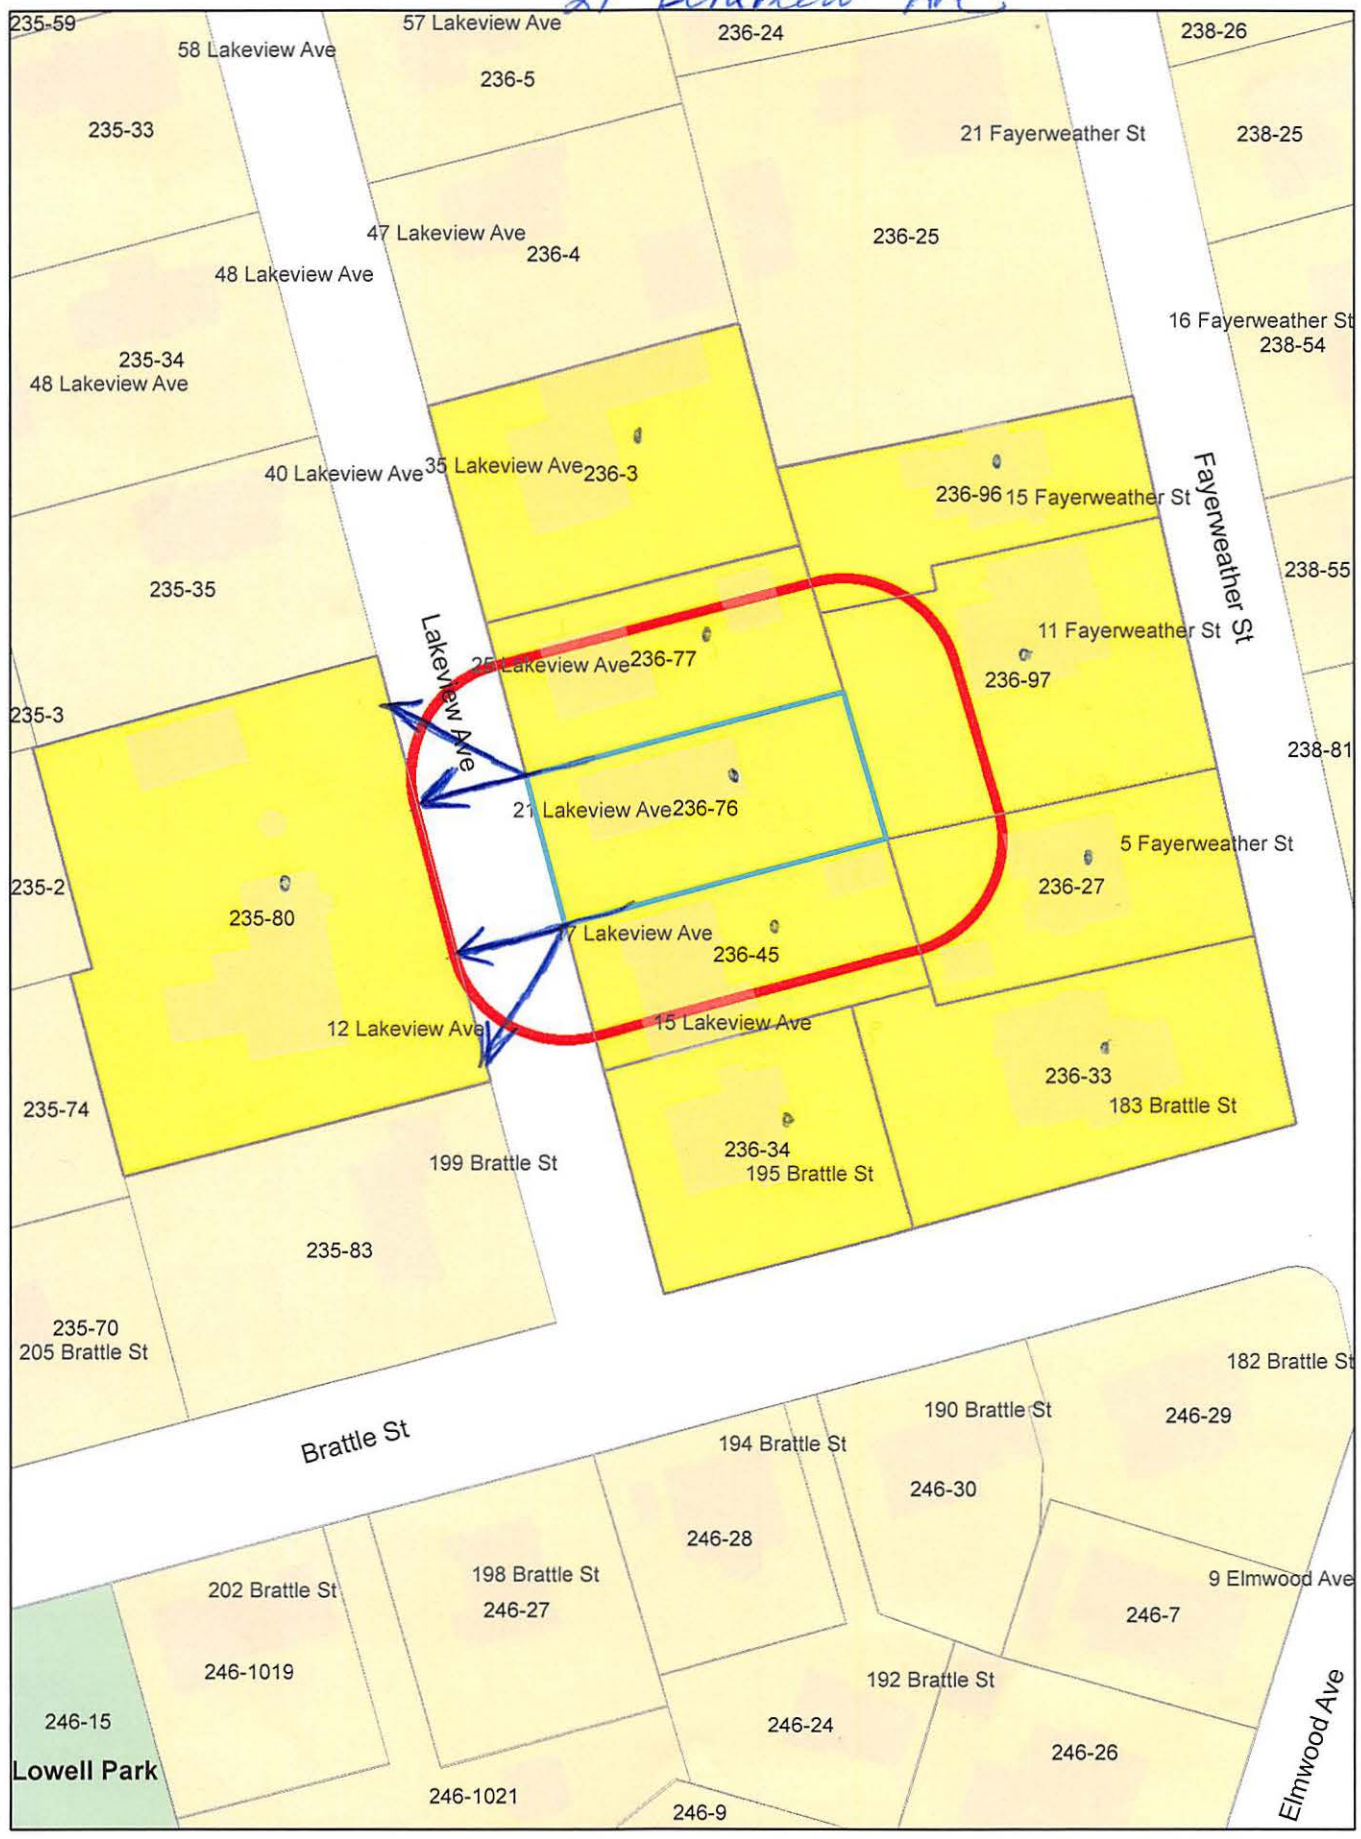 21 Lakeview Ave
235-59
57 Lakeview Ave
236-24
238-26
58 Lakeview Ave
236-5
235-33
21 Fayerweather St
238-25
47 Lakeview Ave
236-4
236-25
48 Lakeview Ave
16 Fayerweather St
238-54
235-34
48 Lakeview Ave
40 Lakeview Ave
35 Lakeview Ave
236-3
236-96
15 Fayerweather St
Fayerweather St
235-35
238-55
Lakeview Ave
11 Fayerweather St
25 Lakeview Ave
236-77
236-97
235-3
238-81
21 Lakeview Ave
236-76
5 Fayerweather St
235-2
236-27
235-80
17 Lakeview Ave
236-45
12 Lakeview Ave
15 Lakeview Ave
236-33
235-74
183 Brattle St
236-34
199 Brattle St
195 Brattle St
235-83
235-70
205 Brattle St
182 Brattle St
190 Brattle St
246-29
Brattle St
194 Brattle St
246-30
246-28
202 Brattle St
198 Brattle St
9 Elmwood Ave
246-27
246-7
246-1019
192 Brattle St
246-15
246-24
Elmwood Ave
246-26
Lowell Park
246-1021
246-9